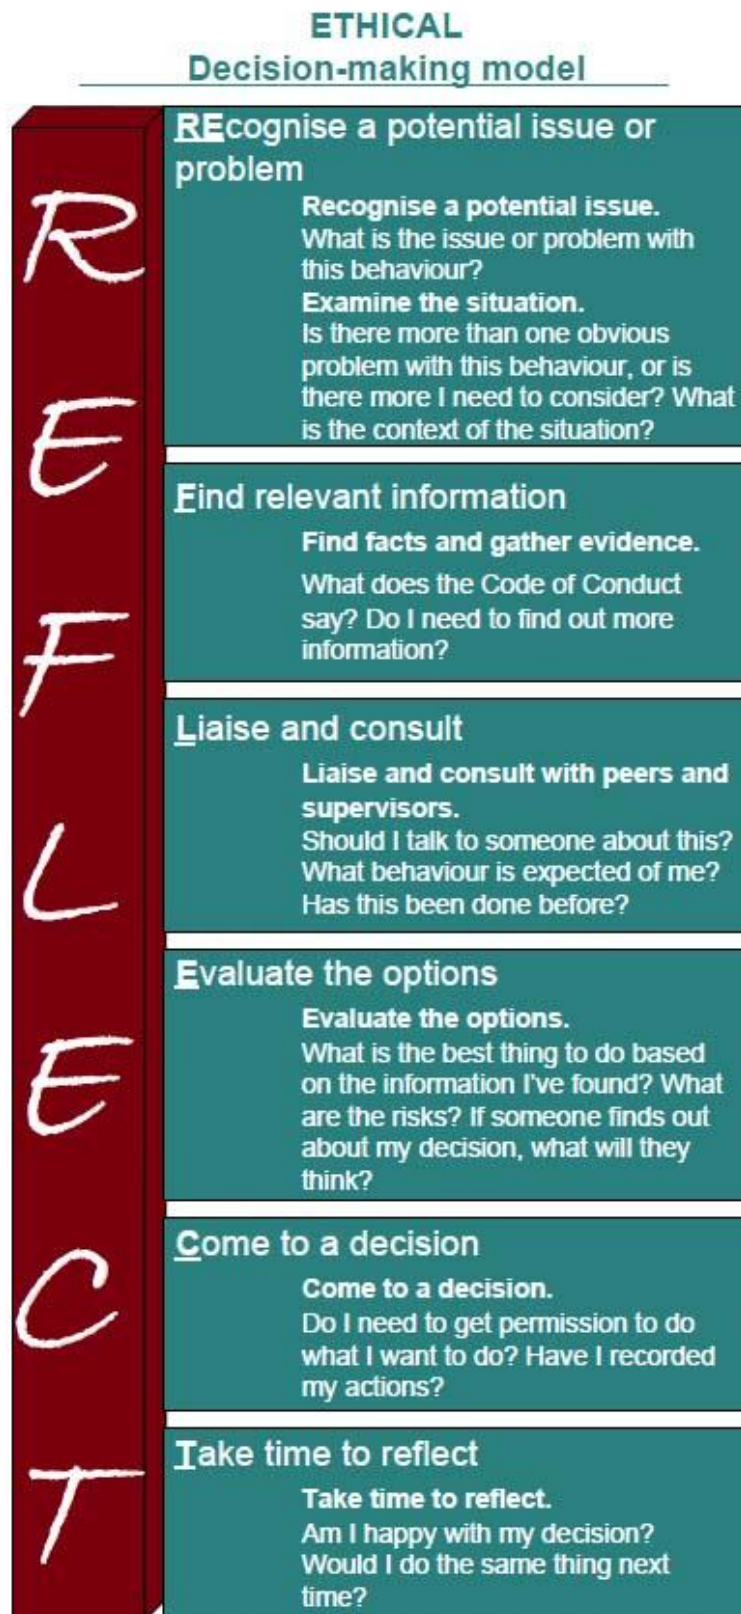 ETHICAL
Decision-making model
R
E
F
L
E
C
T
REcognise a potential issue or
problem
Recognise a potential issue.
What is the issue or problem with
this behaviour?
Examine the situation.
Is there more than one obvious
problem with this behaviour, or is
there more I need to consider? What
is the context of the situation?
Find relevant information
Find facts and gather evidence.
What does the Code of Conduct
say? Do I need to find out more
information?
Liaise and consult
Liaise and consult with peers and
supervisors.
Should I talk to someone about this?
What behaviour is expected of me?
Has this been done before?
Evaluate the options
Evaluate the options.
What is the best thing to do based
on the information I've found? What
are the risks? If someone finds out
about my decision, what will they
think?
Come to a decision
Come to a decision.
Do I need to get permission to do
what I want to do? Have I recorded
my actions?
Take time to reflect
Take time to reflect.
Am I happy with my decision?
Would I do the same thing next
time?